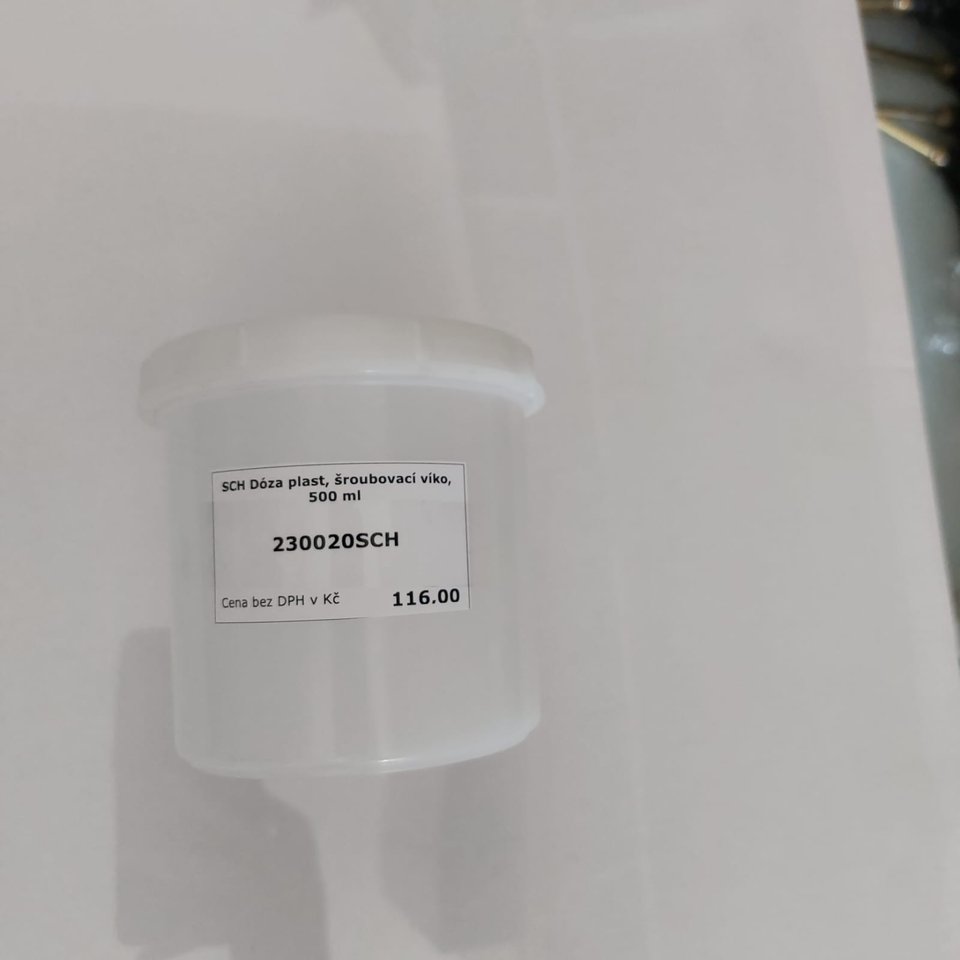 SCH Dóza plast, šroubovací víko,
500 ml
230020SCH
Cena bez DPH v Kč 116.00